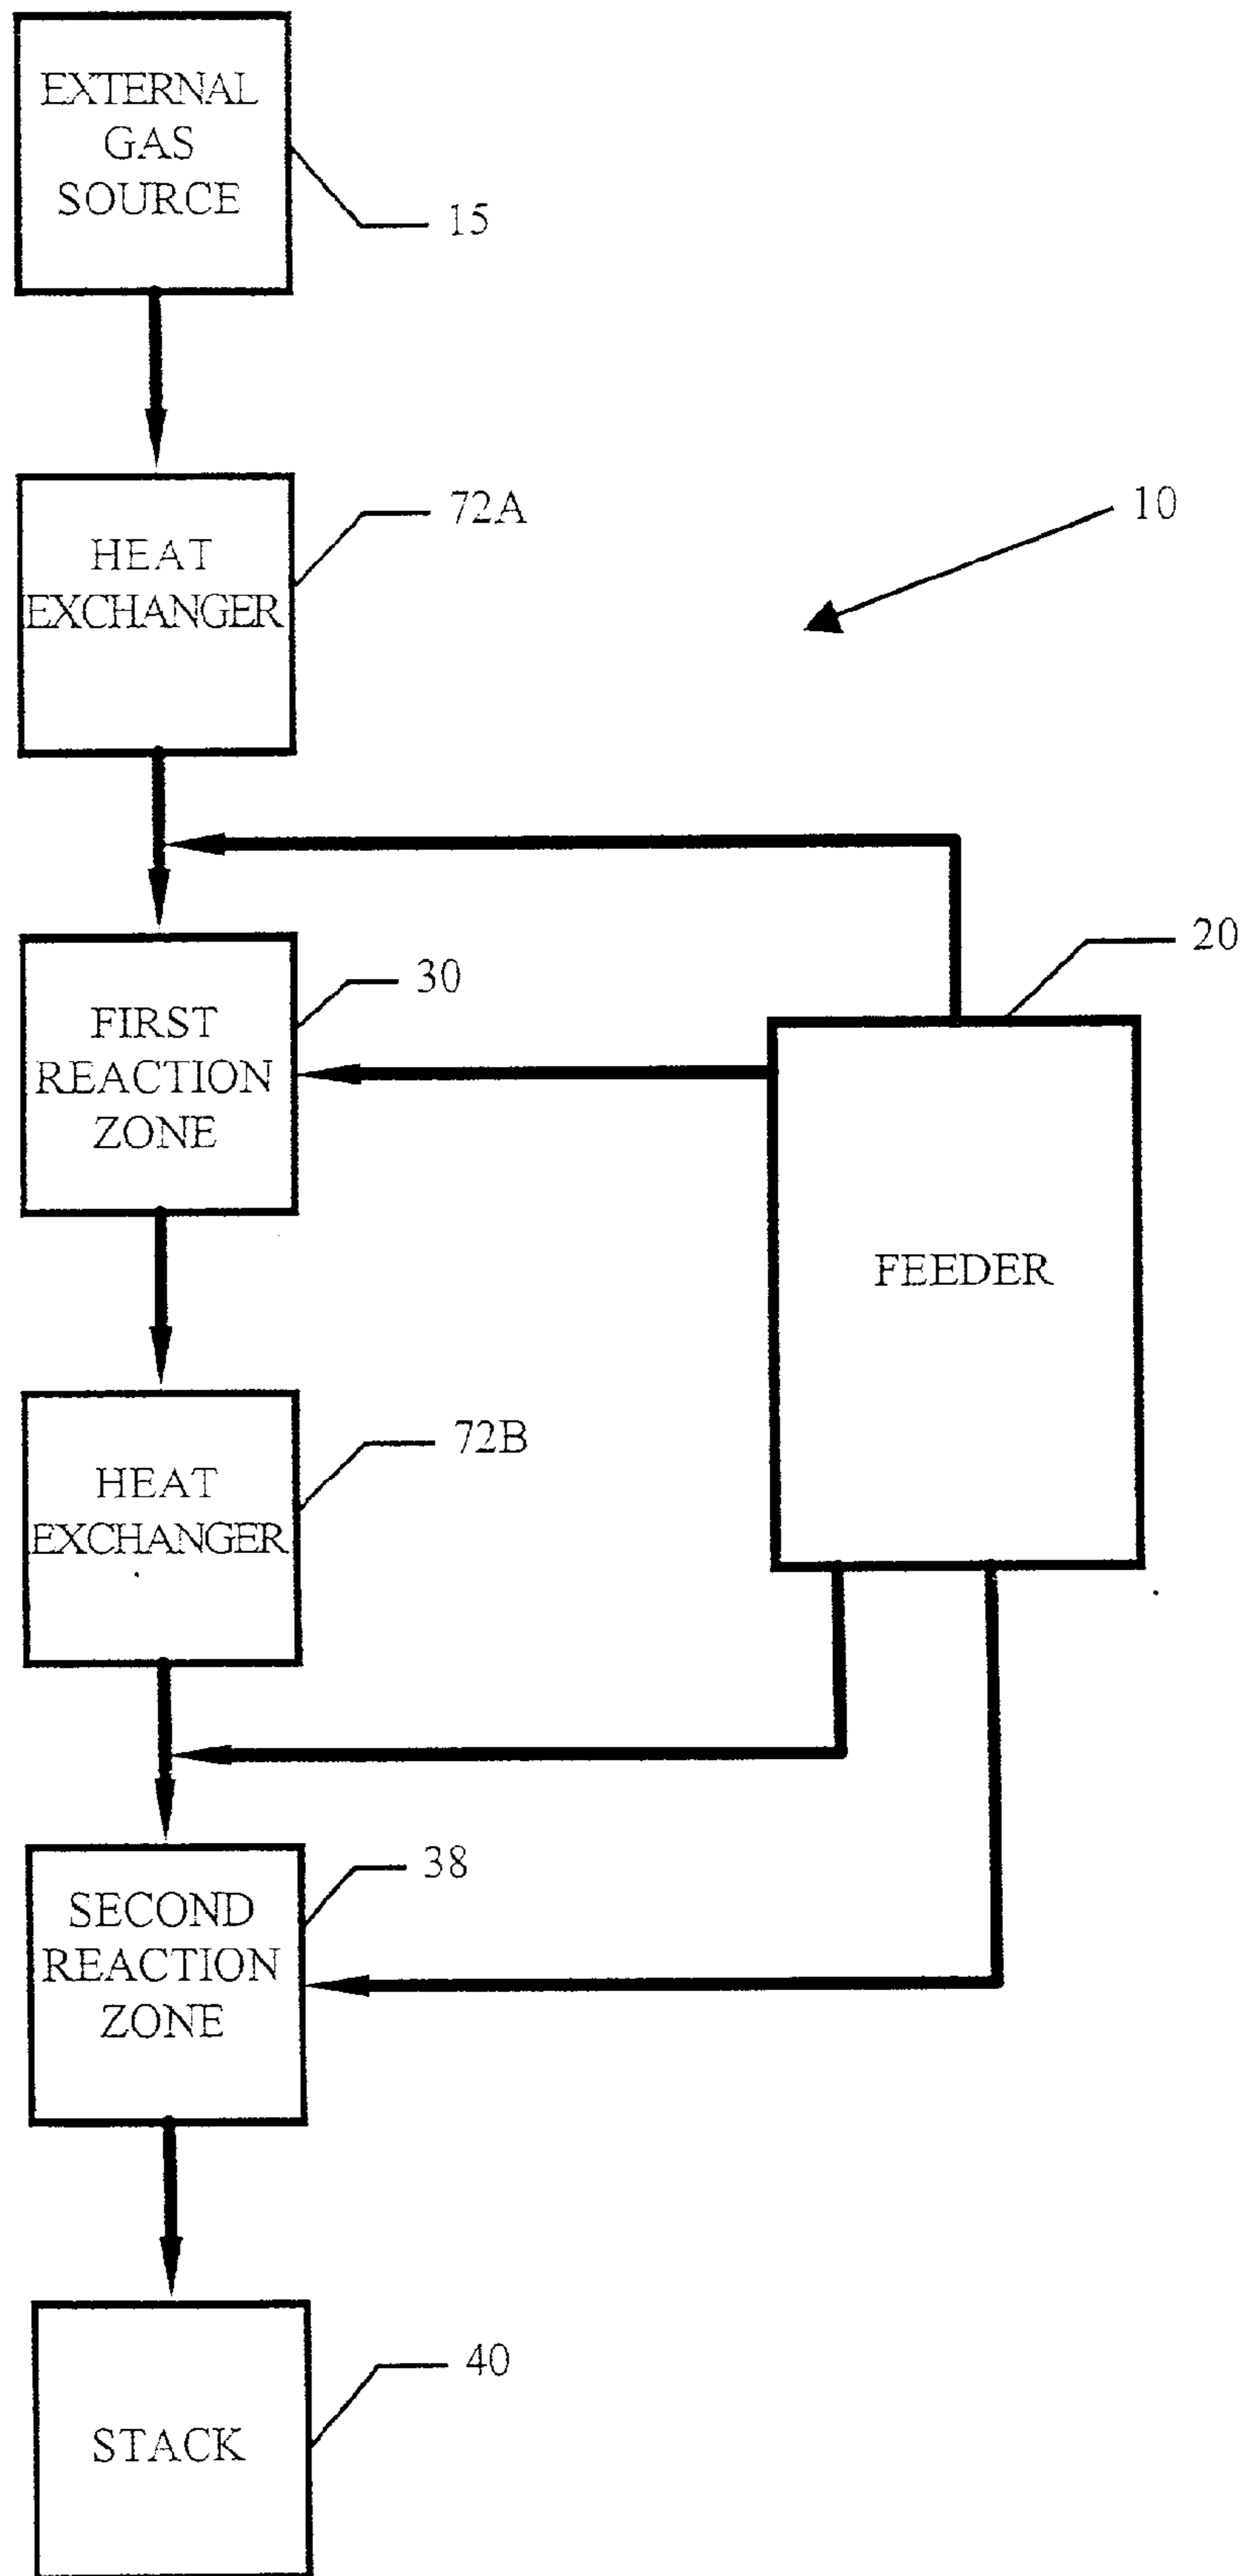 EXTERNAL
GAS
SOURCE
15
72A
10
HEAT
EXCHANGER
20
30
FIRST
REACTION
ZONE
FEEDER
72B
HEAT
EXCHANGER
38
SECOND
REACTION
ZONE
40
STACK